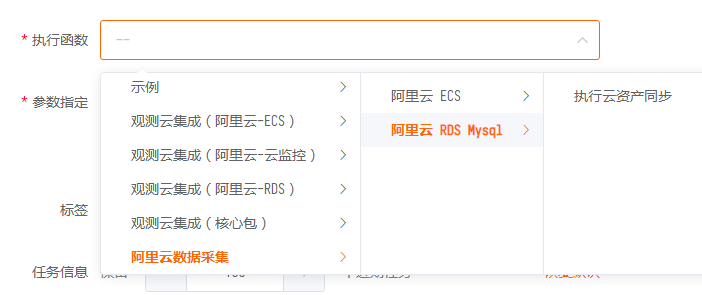 * 执行函数
--
* 参数指定
示例
观测云集成（阿里云-ECS）
观测云集成（阿里云-云监控）
观测云集成（阿里云-RDS）
观测云集成（核心包）
阿里云数据采集
阿里云 ECS
阿里云 RDS Mysql
执行云资产同步
标签
任务信息